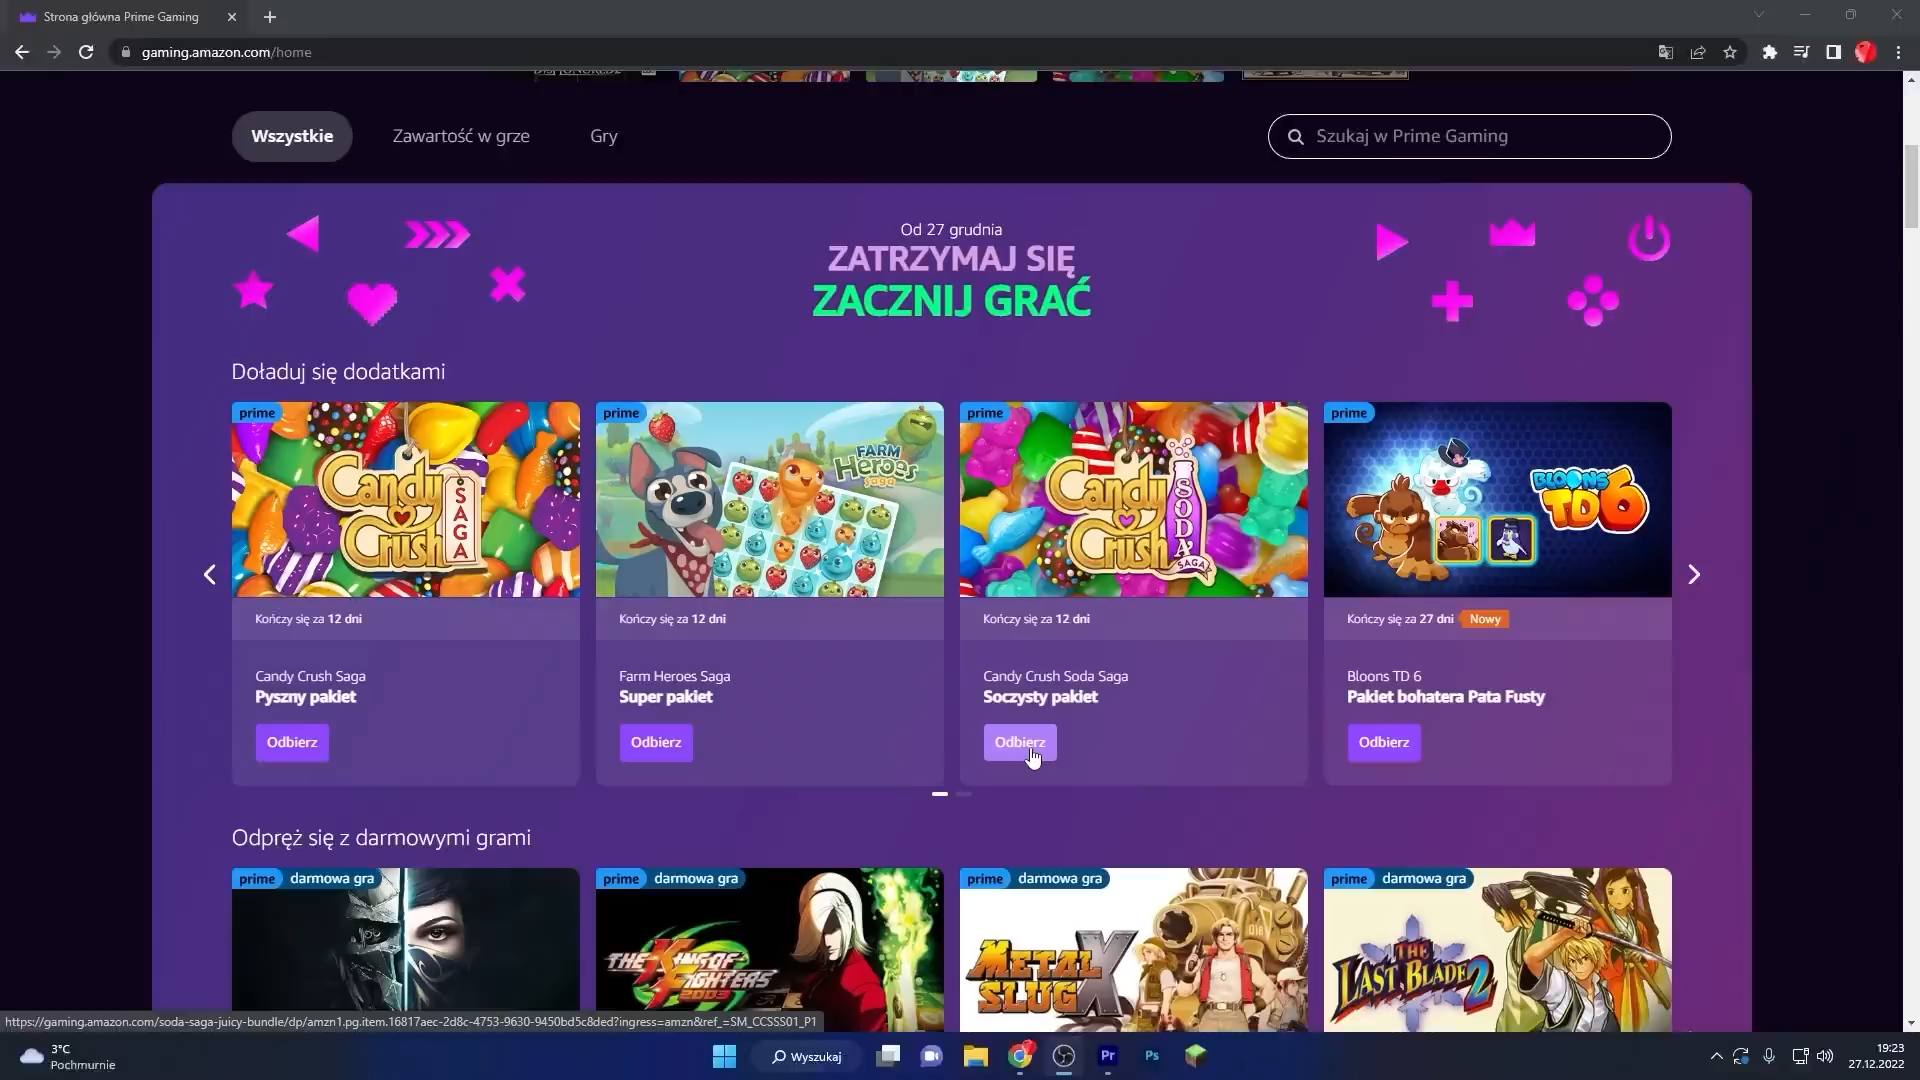 Strona główna Prime Gaming
gaming.amazon.com/home
Wszystkie
Zawartość w grze
Gry
Szukaj w Prime Gaming
Od 27 grudnia
ZATRZYMAJ SIĘ
ZACZNIJ GRAĆ
Doładuj się dodatkami
prime
Candy Crush SAGA
prime
FARM HeRoes saga
prime
Candy Crush SODA SAGA
prime
BLOONS TD 6
Kończy się za 12 dni
Kończy się za 12 dni
Kończy się za 12 dni
Kończy się za 27 dni Nowy
Candy Crush Saga
Pyszny pakiet
Odbierz
Farm Heroes Saga
Super pakiet
Odbierz
Candy Crush Soda Saga
Soczysty pakiet
Odbierz
Bloons TD 6
Pakiet bohatera Pata Fusty
Odbierz
Odpręż się z darmowymi grami
prime darmowa gra
prime darmowa gra
THE KING OF FIGHTERS 2003
prime darmowa gra
METAL SLUG X
prime darmowa gra
THE LAST BLADE 2
https://gaming.amazon.com/soda-saga-juicy-bundle/dp/amzn1.pg.item.16817aec-2d8c-4753-9630-9450bd5c8ded?ingress=amzn&ref_=SM_CCSSS01_P1
3°C
Pochmurnie
Wyszukaj
Pr
Ps
19:23
27.12.2022